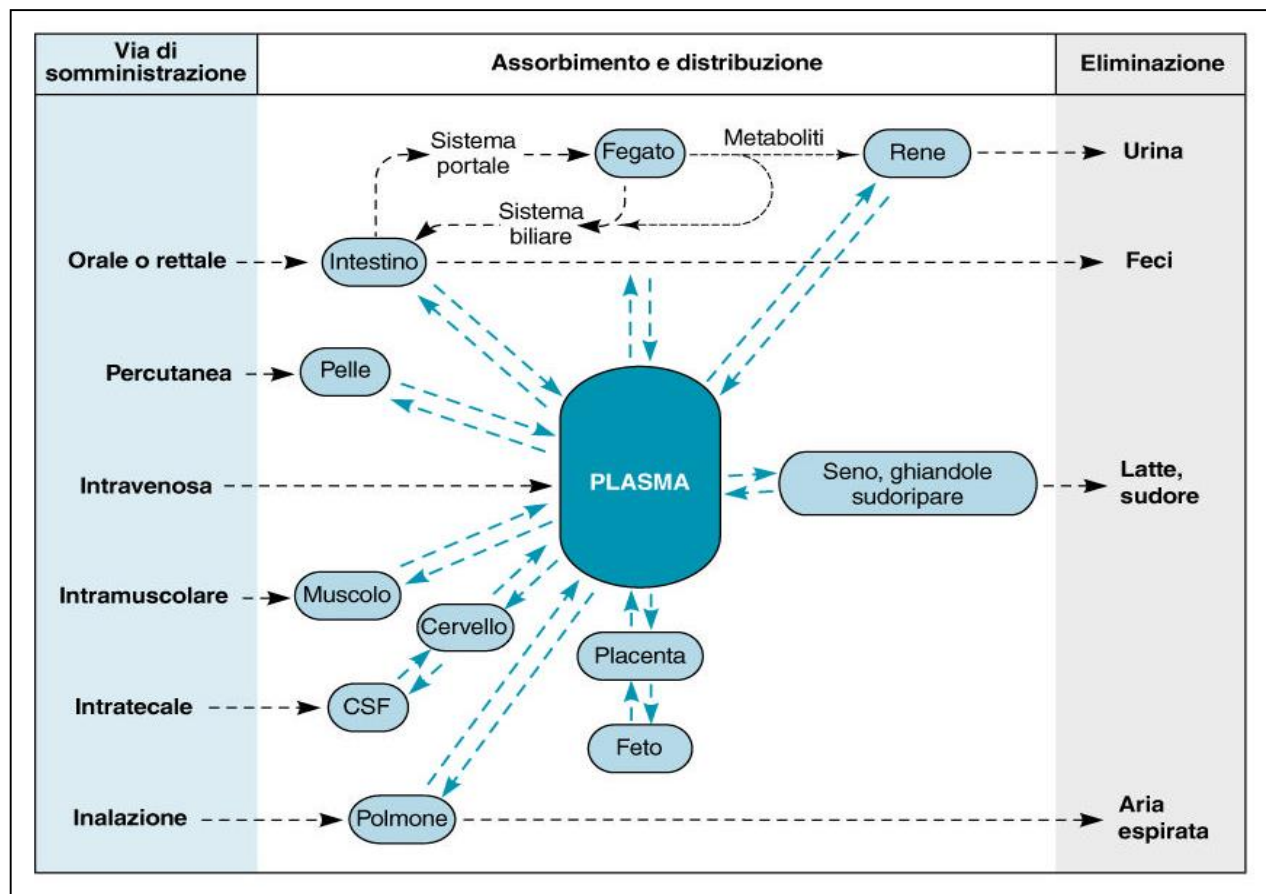 Via di
somministrazione
Assorbimento e distribuzione
Eliminazione
Sistema
portale
Fegato
Metaboliti
Rene
Urina
Sistema
biliare
Orale o rettale
Intestino
Feci
Percutanea
Pelle
Intravenosa
PLASMA
Seno, ghiandole
sudoripare
Latte,
sudore
Intramuscolare
Muscolo
Cervello
Placenta
Intratecale
CSF
Feto
Inalazione
Polmone
Aria
espirata